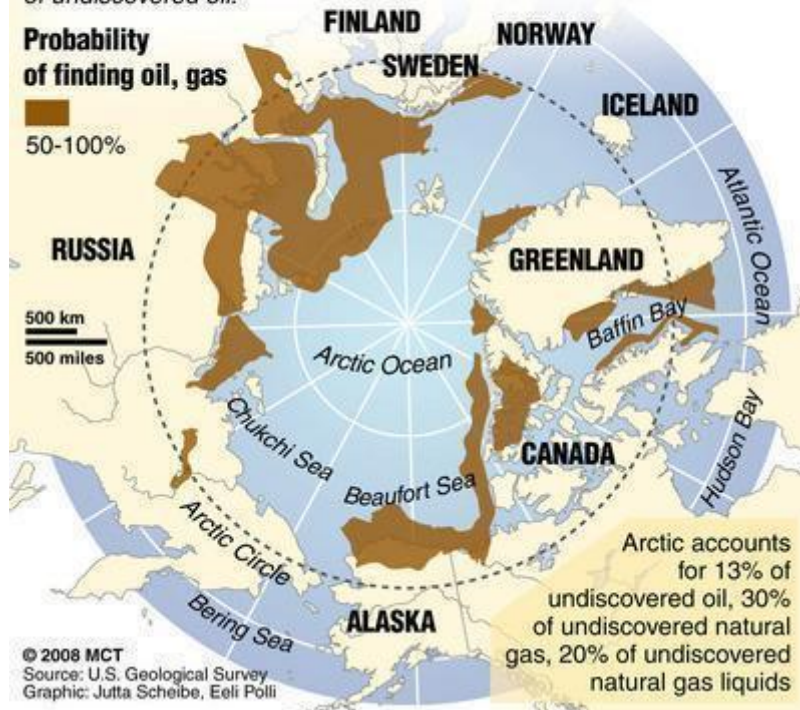 of undiscovered oil.
Probability
of finding oil, gas
50-100%
FINLAND
NORWAY
SWEDEN
ICELAND
Atlantic Ocean
RUSSIA
GREENLAND
500 km
500 miles
Baffin Bay
Arctic Ocean
Chukchi Sea
CANADA
Hudson Bay
Beaufort Sea
Arctic Circle
Bering Sea
ALASKA
Arctic accounts
for 13% of
undiscovered oil, 30%
of undiscovered natural
gas, 20% of undiscovered
natural gas liquids
© 2008 MCT
Source: U.S. Geological Survey
Graphic: Jutta Scheibe, Eeli Polli